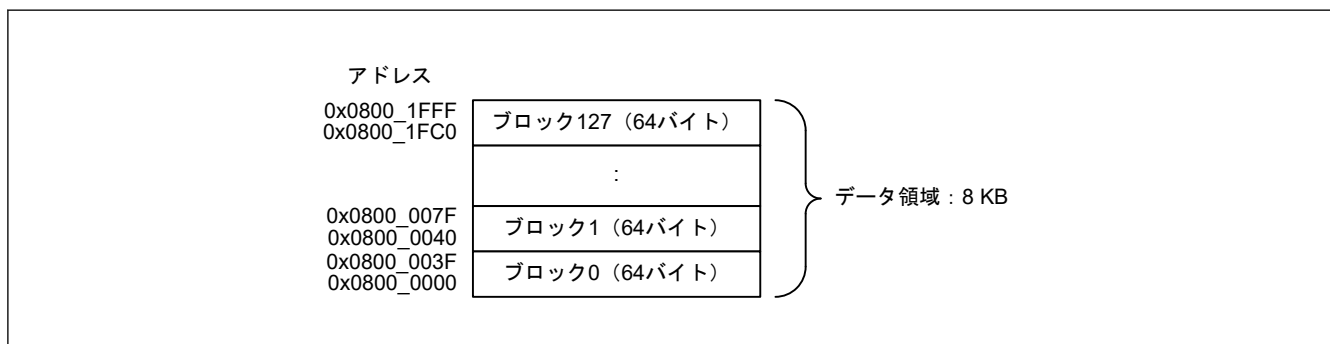 アドレス
0x0800_1FFF
0x0800_1FC0
ブロック127（64バイト）
:
データ領域：8 KB
0x0800_007F
0x0800_0040
ブロック1（64バイト）
0x0800_003F
0x0800_0000
ブロック0（64バイト）